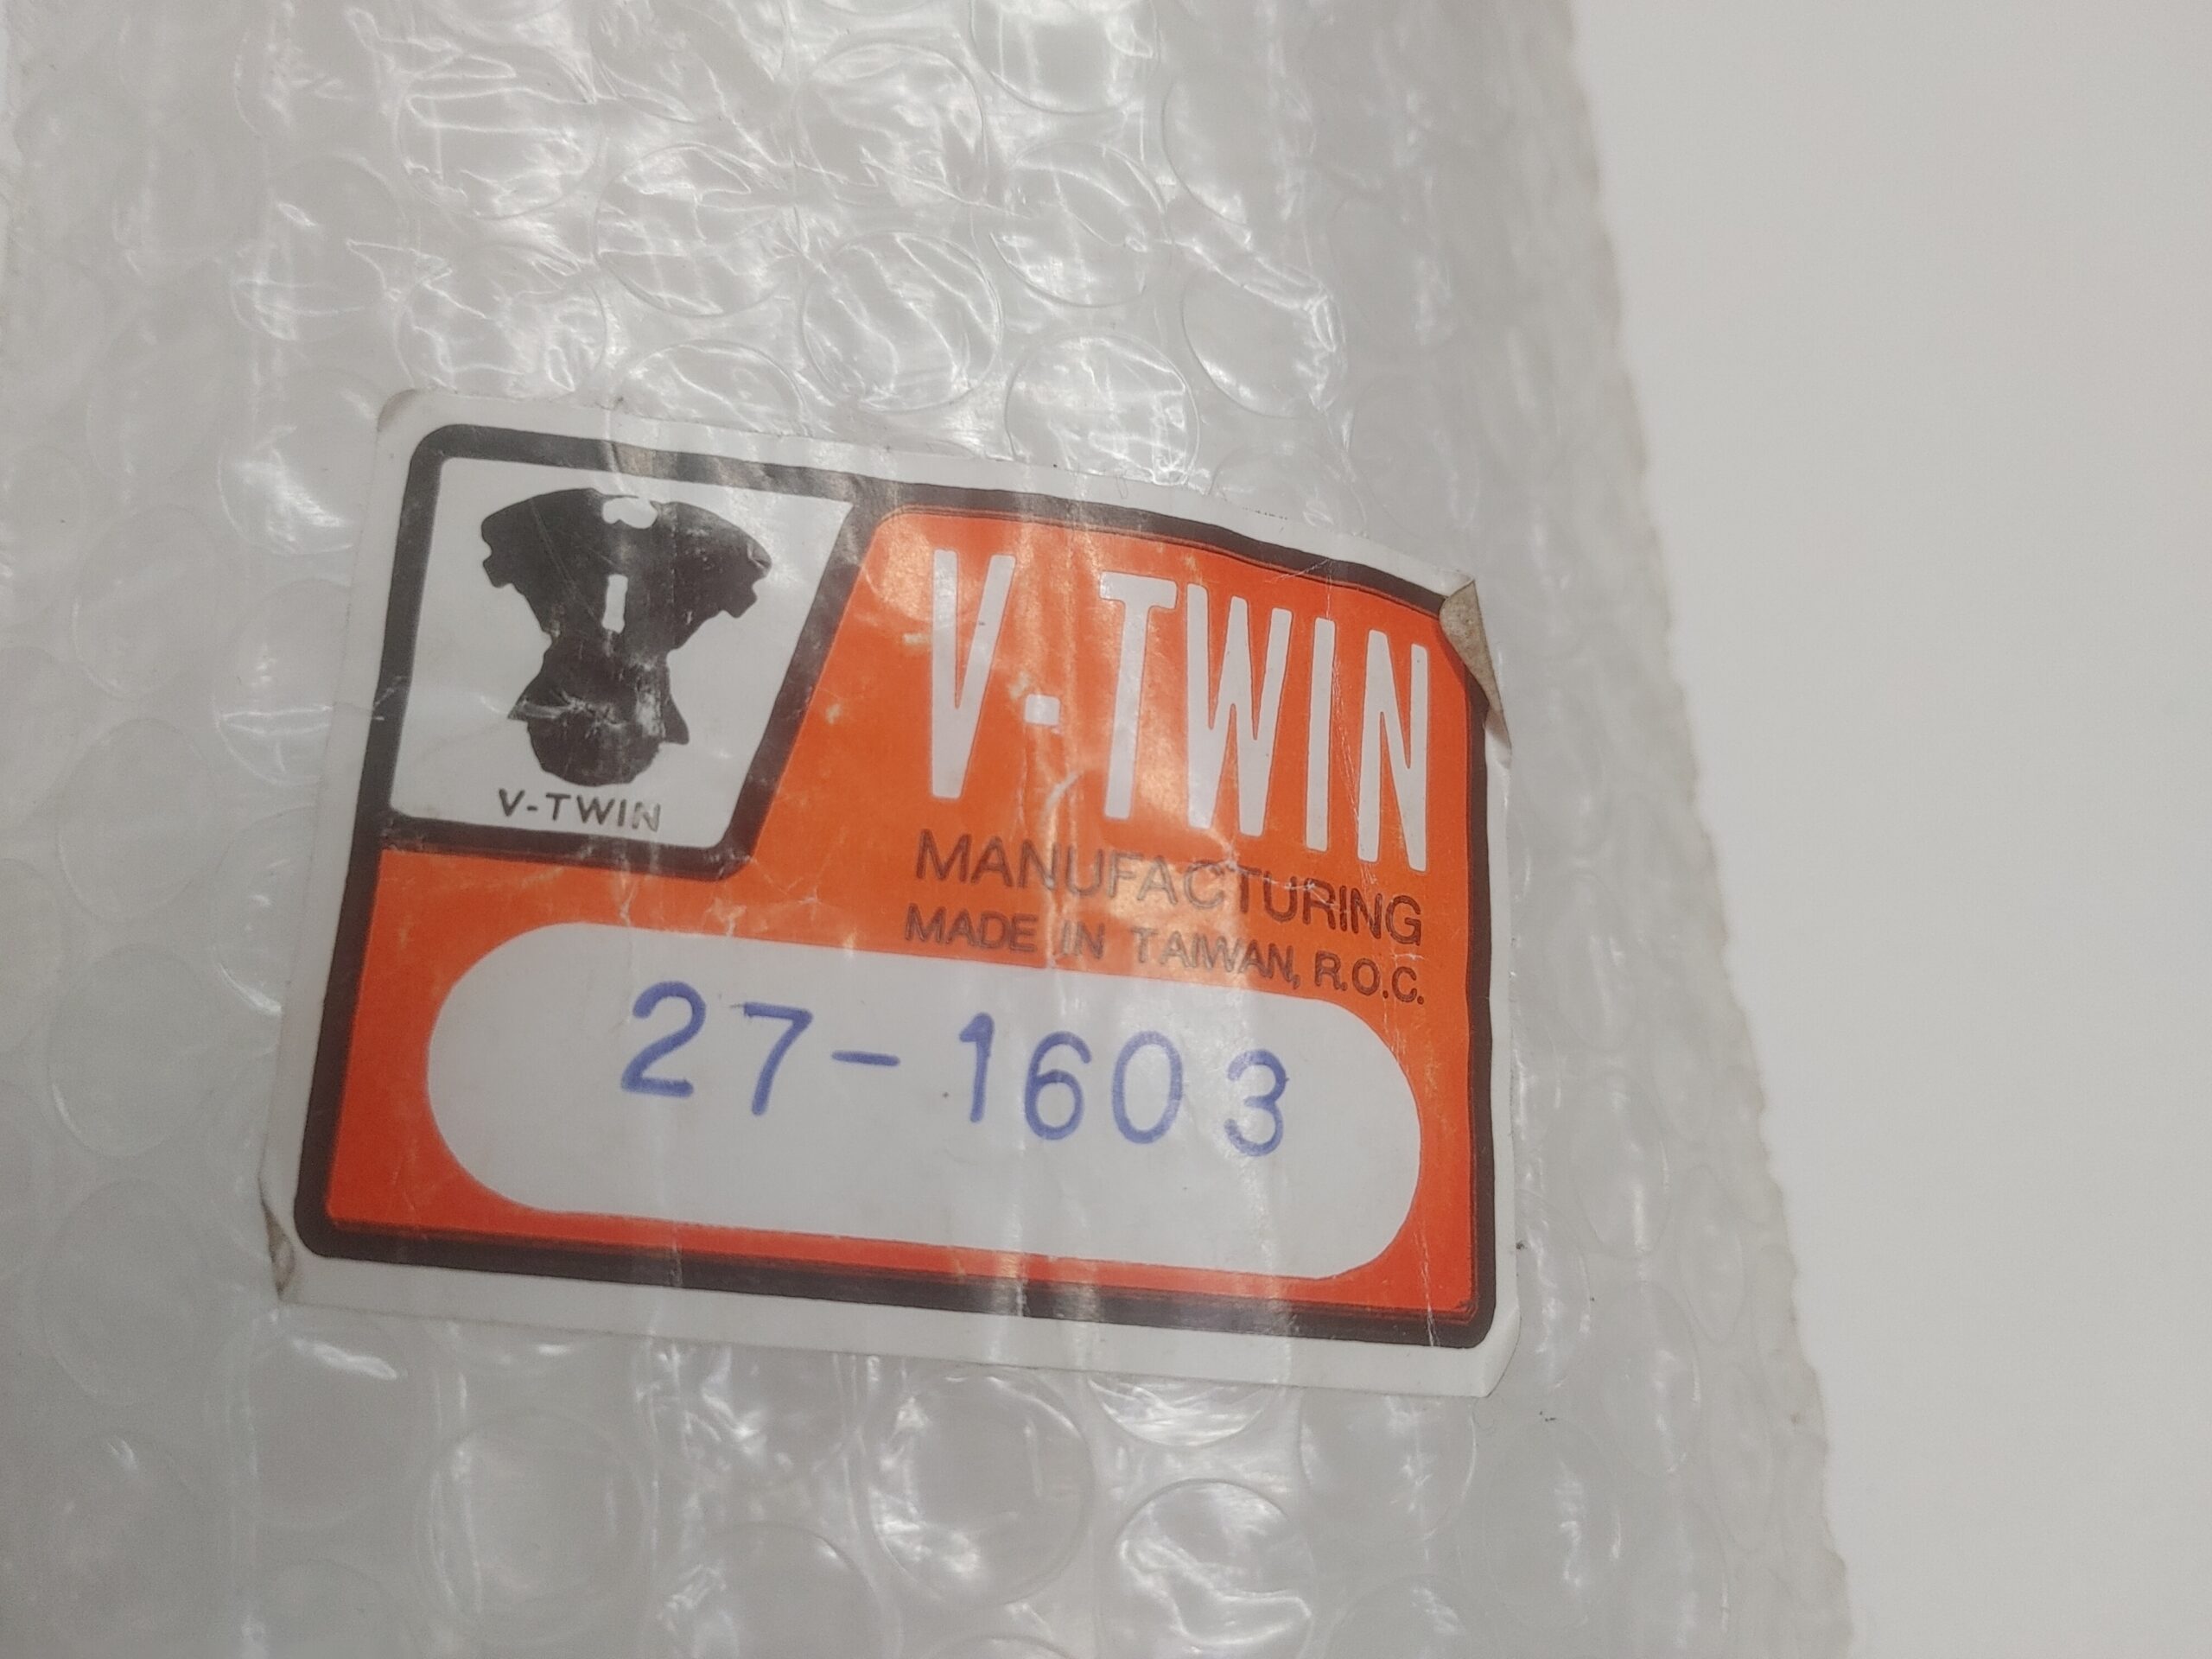 V-TWIN
V-TWIN
MANUFACTURING
MADE IN TAIWAN, R.O.C.
27-1603